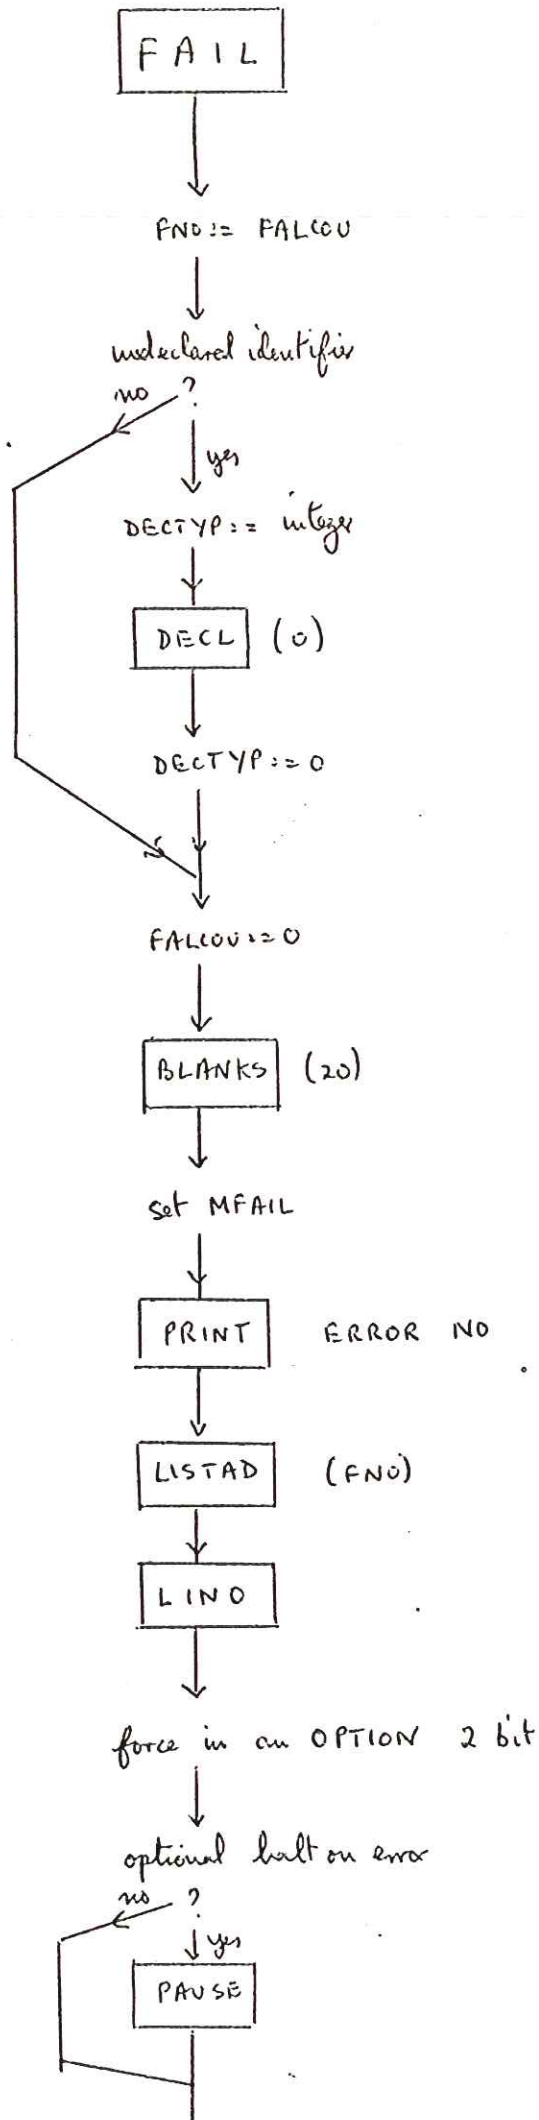 FAIL
FNO:= FALCOU
undeclared identifier
?
no
yes
DECTYP:= integer
DECL (0)
DECTYP:=0
FALCOU:=0
BLANKS (20)
set MFAIL
PRINT ERROR NO
LISTAD (FNO)
LINO
force in an OPTION 2 bit
optional halt on error
?
no
yes
PAUSE